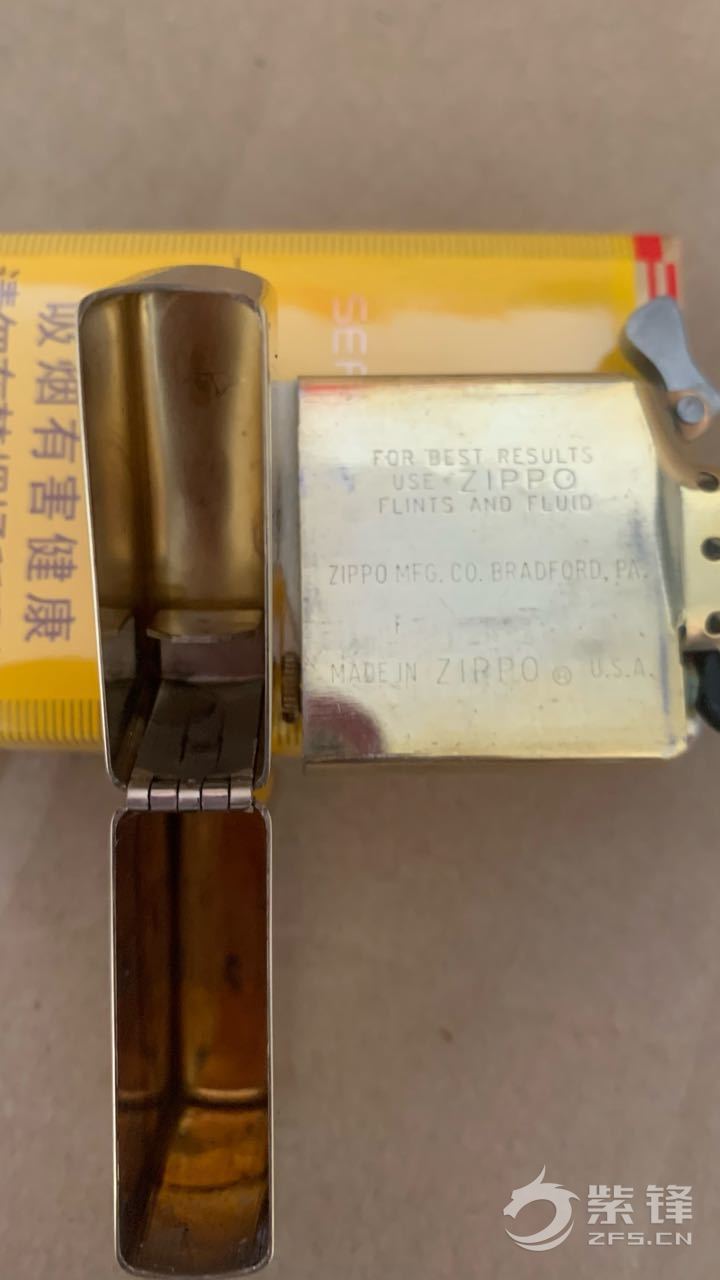 FOR BEST RESULTS
USE ZIPPO
FLINTS AND FLUID
ZIPPO MFG. CO. BRADFORD, PA.
F
MADE IN ZIPPO ® U.S.A.
吸烟有害健康
紫锋
ZFS.CN